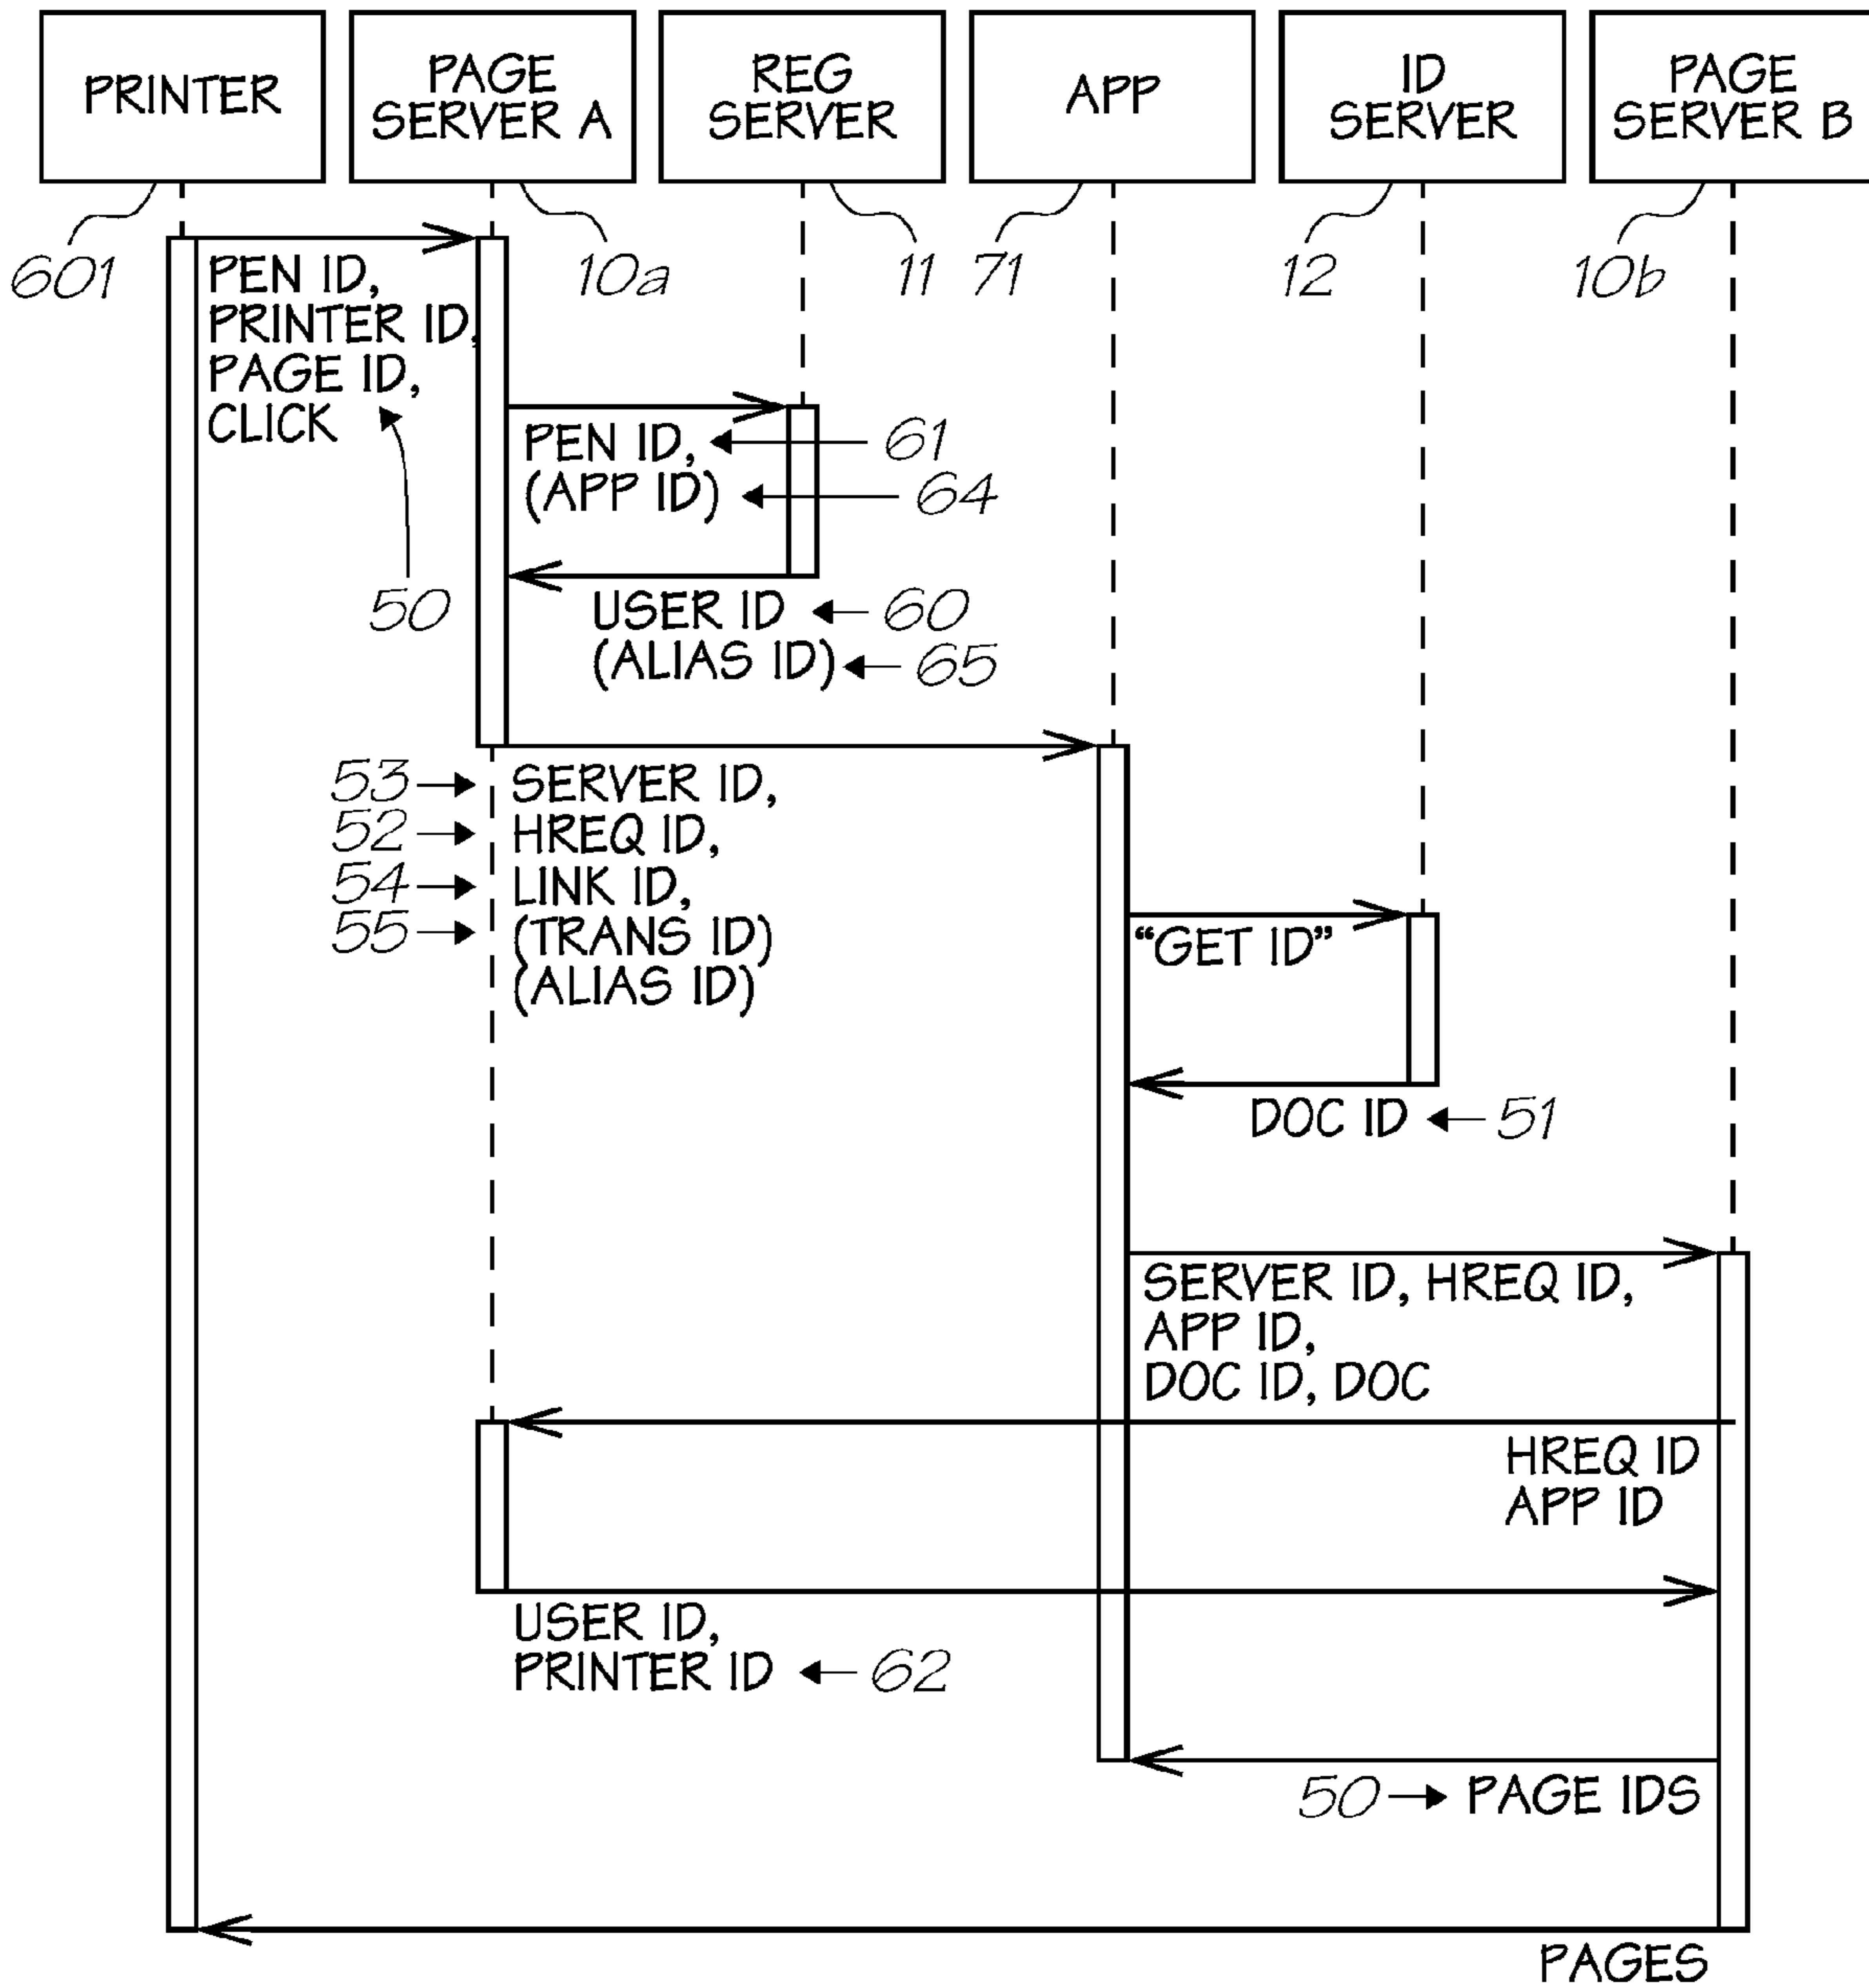 PRINTER
PAGE
SERVER A
REG
SERVER
APP
ID
SERVER
PAGE
SERVER B
601
10a
11
71
12
10b
PEN ID,
PRINTER ID,
PAGE ID,
CLICK
50
PEN ID,
61
(APP ID)
64
USER ID
60
(ALIAS ID)
65
53
SERVER ID,
52
HREQ ID,
54
LINK ID,
55
(TRANS ID)
(ALIAS ID)
“GET ID”
DOC ID
51
SERVER ID, HREQ ID,
APP ID,
DOC ID, DOC
HREQ ID
APP ID
USER ID,
PRINTER ID
62
50
PAGE IDS
PAGES